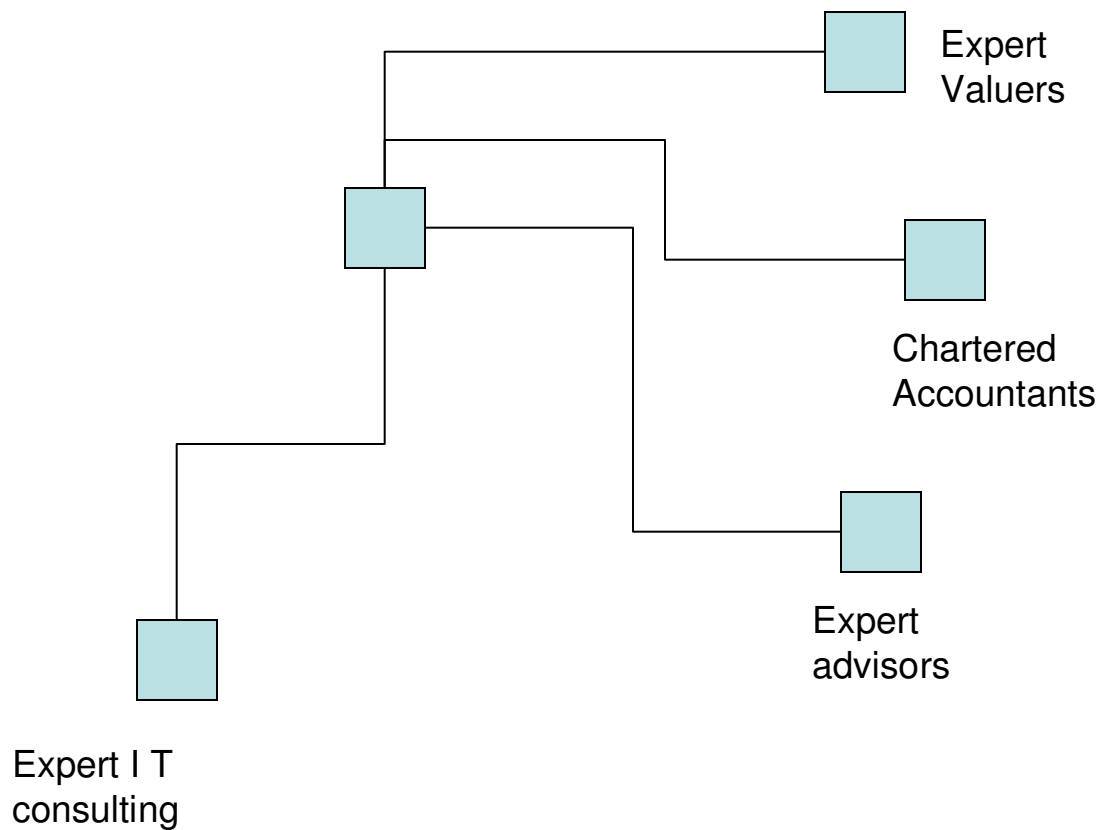 Expert
Valuers
Chartered
Accountants
Expert
advisors
Expert I T
consulting